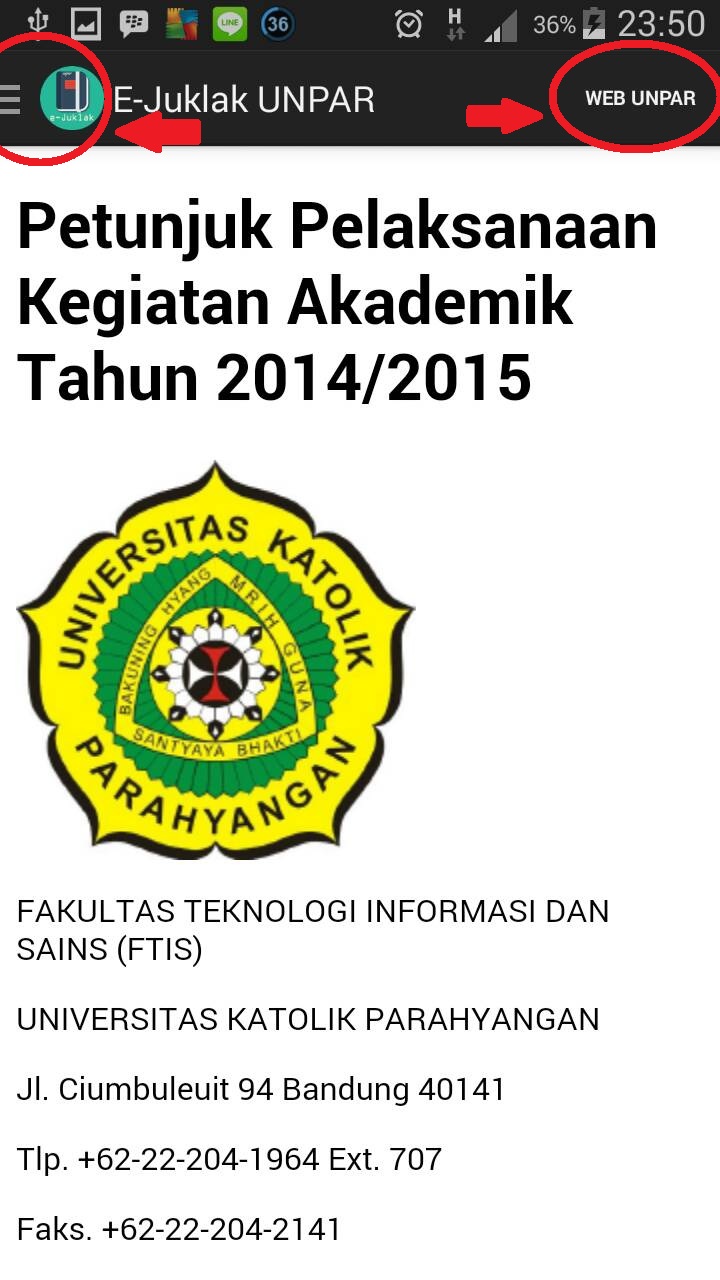 LINE
36
H
36%
23:50
e-Juklak
E-Juklak UNPAR
WEB UNPAR
Petunjuk Pelaksanaan
Kegiatan Akademik
Tahun 2014/2015
UNIVERSITAS KATOLIK
PARAHYANGAN
BAKUNING HYANG MRIH GUNA
SANTYAYA BHAKTI
FAKULTAS TEKNOLOGI INFORMASI DAN
SAINS (FTIS)
UNIVERSITAS KATOLIK PARAHYANGAN
Jl. Ciumbuleuit 94 Bandung 40141
Tlp. +62-22-204-1964 Ext. 707
Faks. +62-22-204-2141